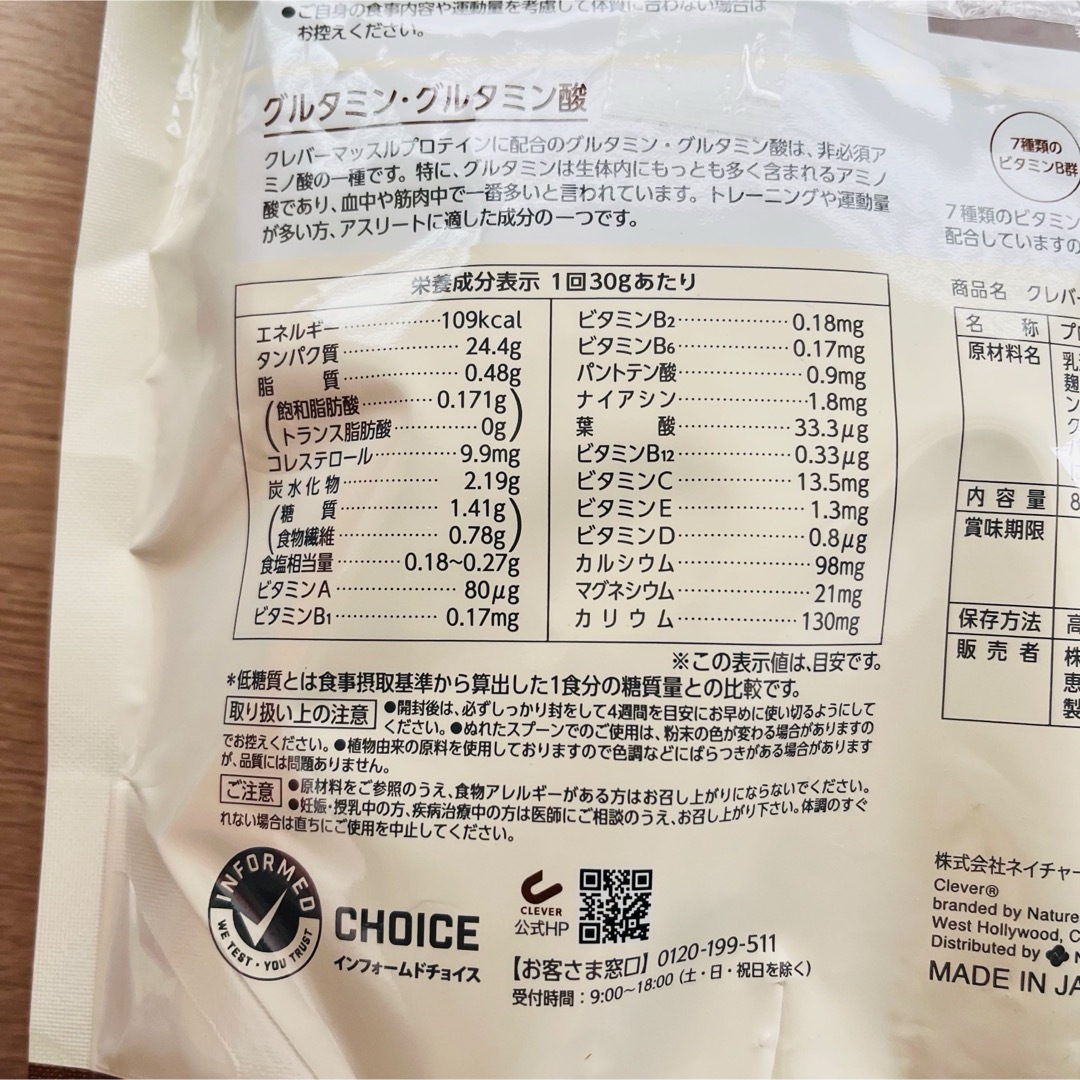 ●ご自身の食事内容や運動量を考慮して体質に合わない場合は
お控えください。
グルタミン・グルタミン酸
クレバーマッスルプロテインに配合のグルタミン・グルタミン酸は、非必須ア
ミノ酸の一種です。特に、グルタミンは生体内にもっとも多く含まれるアミノ
酸であり、血中や筋肉中で一番多いと言われています。トレーニングや運動量
が多い方、アスリートに適した成分の一つです。
栄養成分表示 1回30gあたり
エネルギー………………109kcal
タンパク質………………24.4g
脂 質………………0.48g
(飽和脂肪酸…………0.171g
トランス脂肪酸…………0g)
コレステロール…………9.9mg
炭水化物………………2.19g
(糖 質………………1.41g
食物繊維………………0.78g)
食塩相当量…………0.18~0.27g
ビタミンA………………80μg
ビタミンB1………………0.17mg
ビタミンB2………………0.18mg
ビタミンB6………………0.17mg
パントテン酸………………0.9mg
ナイアシン………………1.8mg
葉 酸………………33.3μg
ビタミンB12………………0.33μg
ビタミンC………………13.5mg
ビタミンE………………1.3mg
ビタミンD………………0.8μg
カルシウム………………98mg
マグネシウム………………21mg
カリウム………………130mg
※この表示値は、目安です。
*低糖質とは食事摂取基準から算出した1食分の糖質量との比較です。
取り扱い上の注意 ●開封後は、必ずしっかり封をして4週間を目安にお早めに使い切るようにして
ください。●ぬれたスプーンでのご使用は、粉末の色が変わる場合がありますの
でお控えください。●植物由来の原料を使用しておりますので色調などにばらつきがある場合があります
が、品質には問題ありません。
ご注意 ●原材料をご参照のうえ、食物アレルギーがある方はお召し上がりにならないでください。
●妊娠・授乳中の方、疾病治療中の方は医師にご相談のうえ、お召し上がり下さい。体調のすぐ
れない場合は直ちにご使用を中止してください。
INFORMED
WE TEST・YOU TRUST
CHOICE
インフォームドチョイス
CLEVER
公式HP
【お客さま窓口】0120-199-511
受付時間：9:00~18:00（土・日・祝日を除く）
7種類の
ビタミンB群
7種類のビタミン
配合していますの
商品名 クレバー
名 称 プロ
原材料名 乳
麹
ン
ク
内容量 8
賞味期限
保存方法 高
販売者 株
恵
製
株式会社ネイチャー
Clever®
branded by Nature
West Hollywood, C
Distributed by N
MADE IN JA